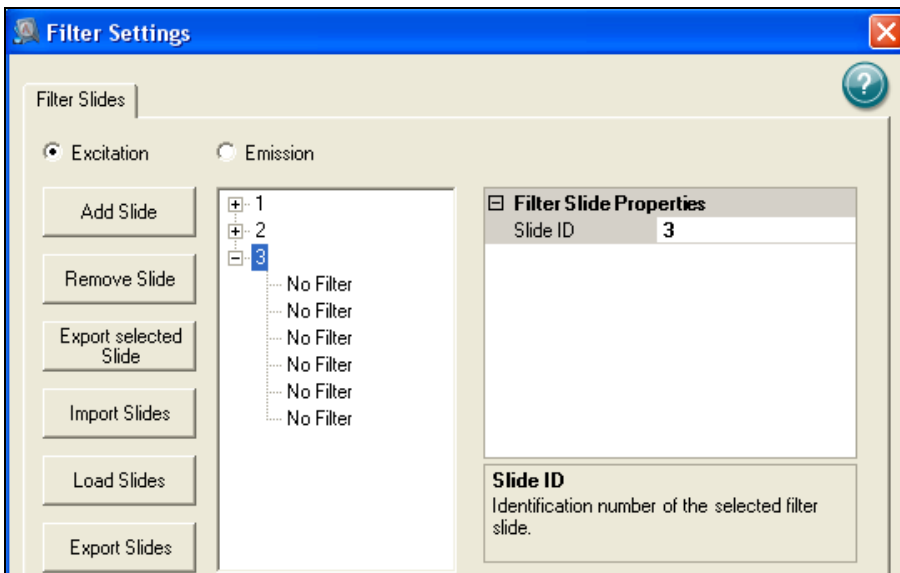 Filter Settings
Filter Slides
?
Excitation
Emission
Add Slide
Remove Slide
Export selected
Slide
Import Slides
Load Slides
Export Slides
1
2
3
No Filter
No Filter
No Filter
No Filter
No Filter
No Filter
Filter Slide Properties
Slide ID 3
Slide ID
Identification number of the selected filter
slide.